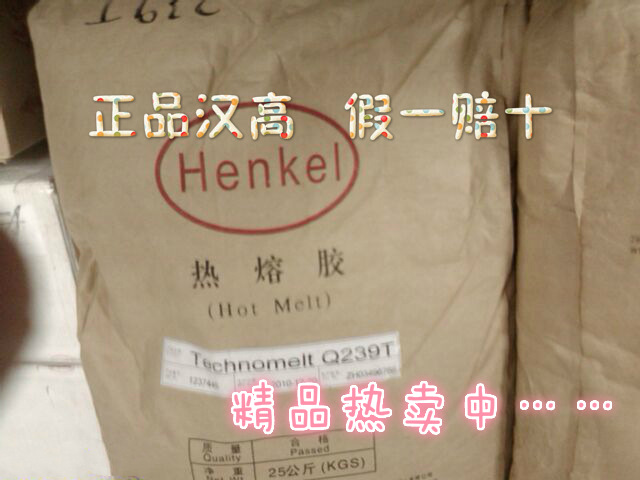 正品汉高 假一赔十
Henkel
热熔胶
(Hot Melt)
Technomelt Q239T
质量 合格
Quality Passed
净重 25公斤(KGS)
精品热卖中……